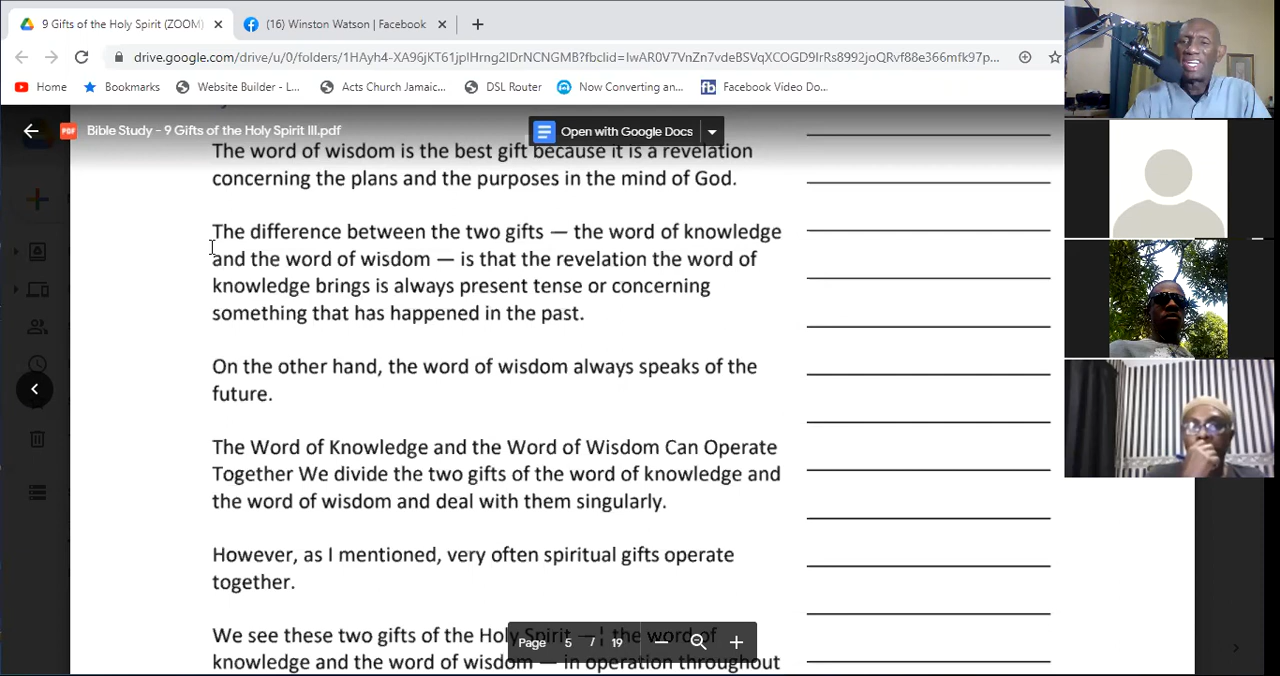 9 Gifts of the Holy Spirit (ZOOM)
(16) Winston Watson | Facebook
drive.google.com/drive/u/0/folders/1HAyh4-XA96jKT61jpIHrng2IDrNCNGMB?fbclid=IwAR0V7VnZn7vdeBSVqXCOGD9IrRs8992joQRvf88e366mfk97p...
Home
Bookmarks
Website Builder - L...
Acts Church Jamaic...
DSL Router
Now Converting an...
Facebook Video Do...
PDF
Bible Study - 9 Gifts of the Holy Spirit III.pdf
Open with Google Docs
The word of wisdom is the best gift because it is a revelation
concerning the plans and the purposes in the mind of God.
The difference between the two gifts — the word of knowledge
and the word of wisdom — is that the revelation the word of
knowledge brings is always present tense or concerning
something that has happened in the past.
On the other hand, the word of wisdom always speaks of the
future.
The Word of Knowledge and the Word of Wisdom Can Operate
Together We divide the two gifts of the word of knowledge and
the word of wisdom and deal with them singularly.
However, as I mentioned, very often spiritual gifts operate
together.
We see these two gifts of the Holy Spirit —¦ the word of
knowledge and the word of wisdom — in operation throughout
Page 5 / 19